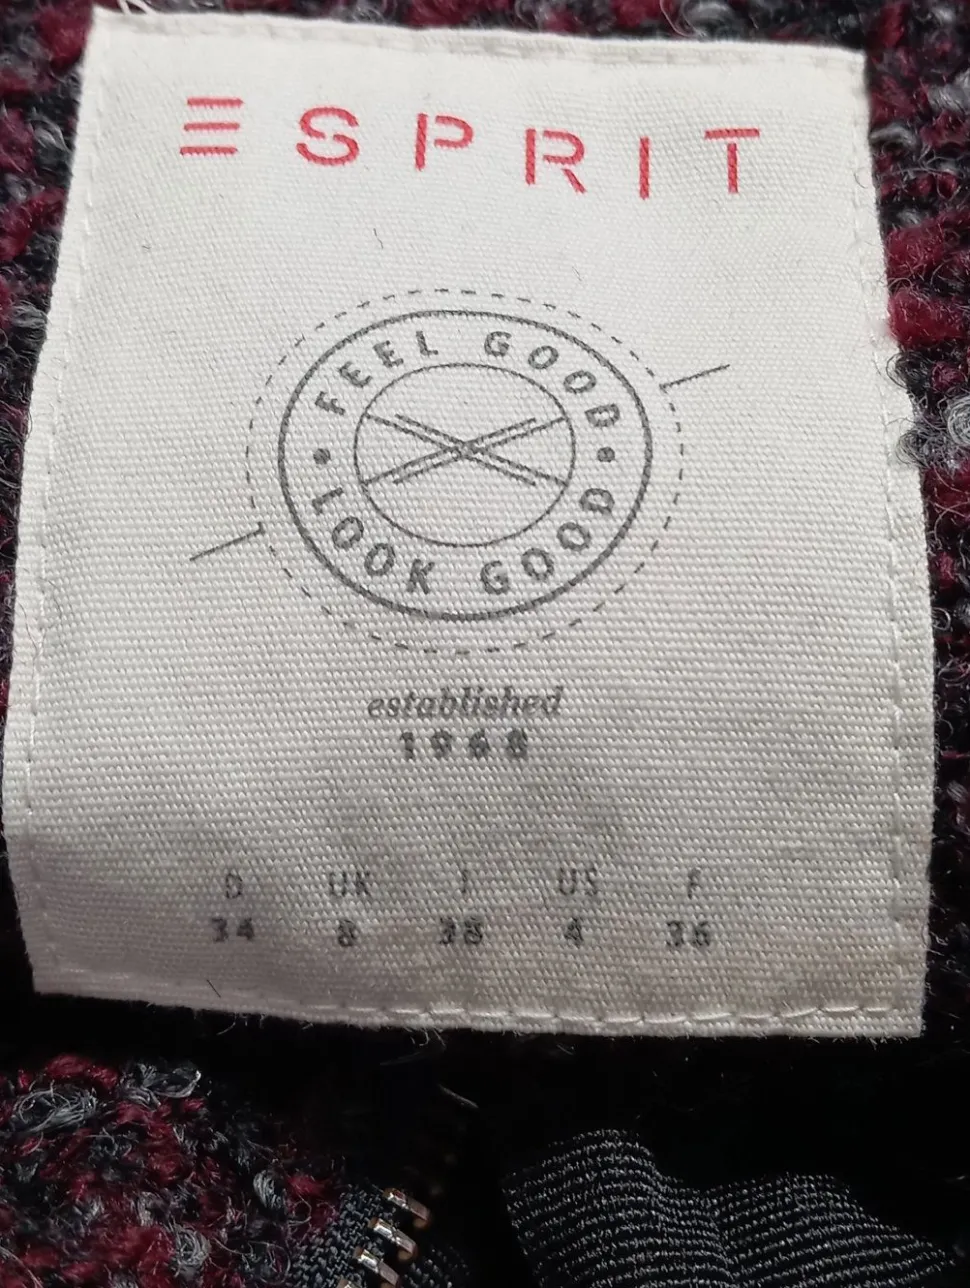 ESPRIT
FEEL GOOD
LOOK GOOD
established
1968
D UK I US F
34 8 38 4 36